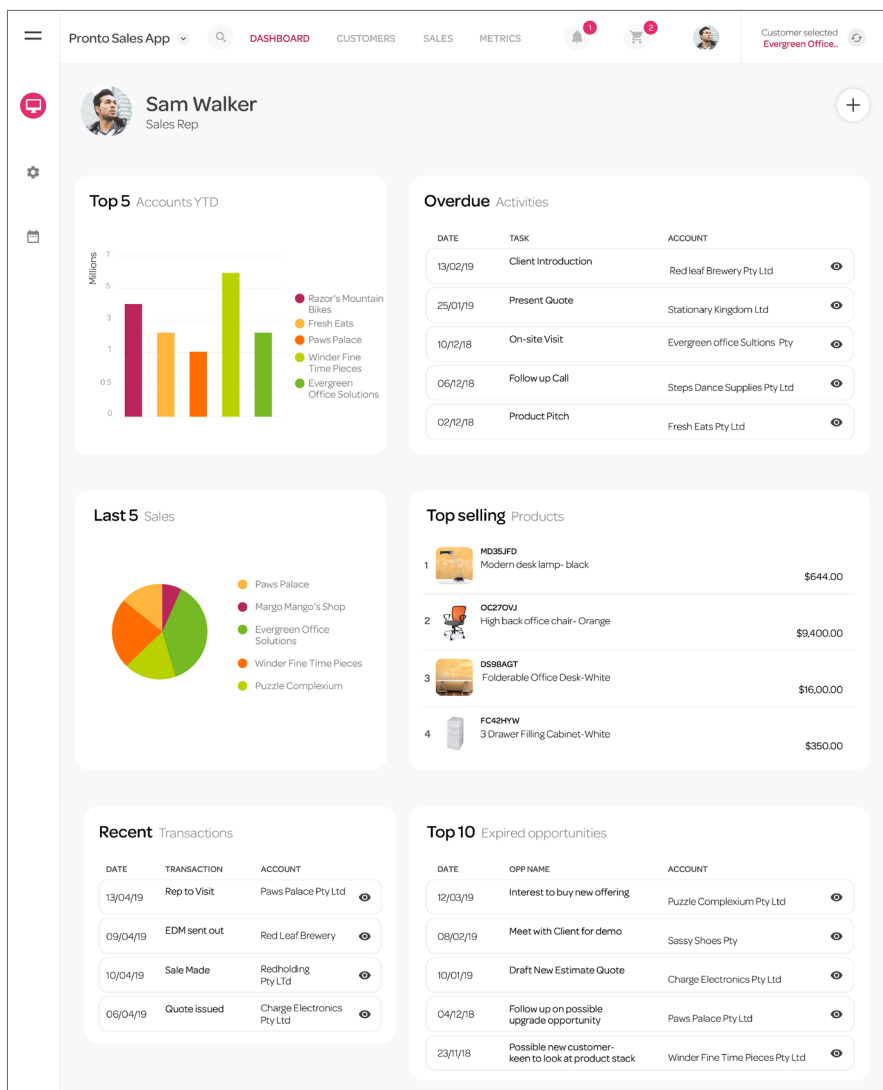 Pronto Sales App
DASHBOARD
CUSTOMERS
SALES
METRICS
1
2
Customer selected
Evergreen Office..
Sam Walker
Sales Rep
Top 5 Accounts YTD
Millions
7
5
3
1
0.5
0
Razor's Mountain
Bikes
Fresh Eats
Paws Palace
Winder Fine
Time Pieces
Evergreen
Office Solutions
Overdue Activities
DATE TASK ACCOUNT
13/02/19 Client Introduction Red leaf Brewery Pty Ltd
25/01/19 Present Quote Stationary Kingdom Ltd
10/12/18 On-site Visit Evergreen office Sultions Pty
06/12/18 Follow up Call Steps Dance Supplies Pty Ltd
02/12/18 Product Pitch Fresh Eats Pty Ltd
Last 5 Sales
Paws Palace
Margo Mango's Shop
Evergreen Office
Solutions
Winder Fine Time Pieces
Puzzle Complexium
Top selling Products
1
MD35JFD
Modern desk lamp- black
$644.00
2
OC27OVJ
High back office chair- Orange
$9,400.00
3
DS98AGT
Folderable Office Desk-White
$16,00.00
4
FC42HYW
3 Drawer Filling Cabinet-White
$350.00
Recent Transactions
DATE TRANSACTION ACCOUNT
13/04/19 Rep to Visit Paws Palace Pty Ltd
09/04/19 EDM sent out Red Leaf Brewery
10/04/19 Sale Made Redholding
Pty LTd
06/04/19 Quote issued Charge Electronics
Pty Ltd
Top 10 Expired opportunities
DATE OPP NAME ACCOUNT
12/03/19 Interest to buy new offering Puzzle Complexium Pty Ltd
08/02/19 Meet with Client for demo Sassy Shoes Pty
10/01/19 Draft New Estimate Quote Charge Electronics Pty Ltd
04/12/18 Follow up on possible
upgrade opportunity Paws Palace Pty Ltd
23/11/18 Possible new customer-
keen to look at product stack Winder Fine Time Pieces Pty Ltd